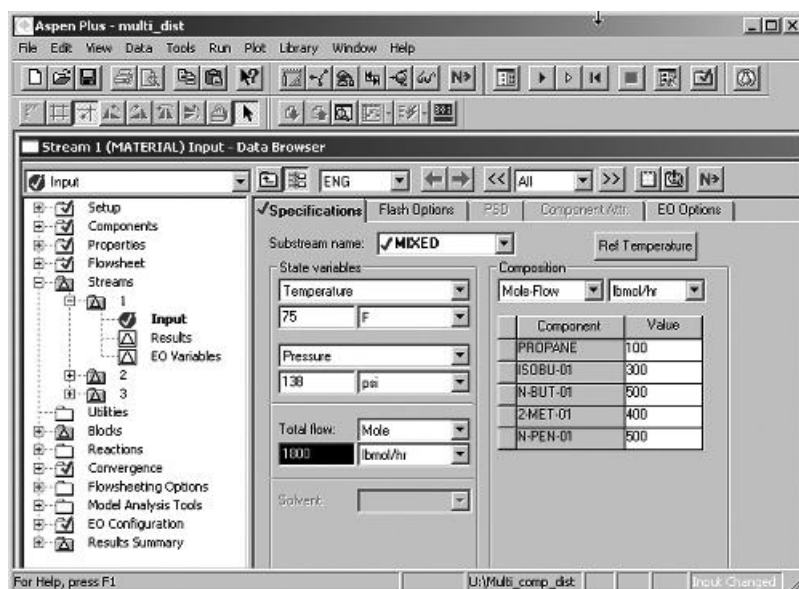 Aspen Plus - multi_dist
File Edit View Data Tools Run Plot Library Window Help
N>
Stream 1 (MATERIAL) Input - Data Browser
Input ENG << All >> N>
Setup
Components
Properties
Flowsheet
Streams
1
Input
Results
EO Variables
2
3
Utilities
Blocks
Reactions
Convergence
Flowsheeting Options
Model Analysis Tools
EO Configuration
Results Summary
Specifications Flash Options PSD Component Attr. EO Options
Substream name: MIXED Ref Temperature
State variables
Temperature
75 F
Pressure
138 psi
Total flow: Mole
1800 lbmol/hr
Solvent:
Composition
Mole-Flow lbmol/hr
Component Value
PROPANE 100
ISOBU-01 300
N-BUT-01 500
2-MET-01 400
N-PEN-01 500
For Help, press F1 U:\Multi_comp_dist Input Changed